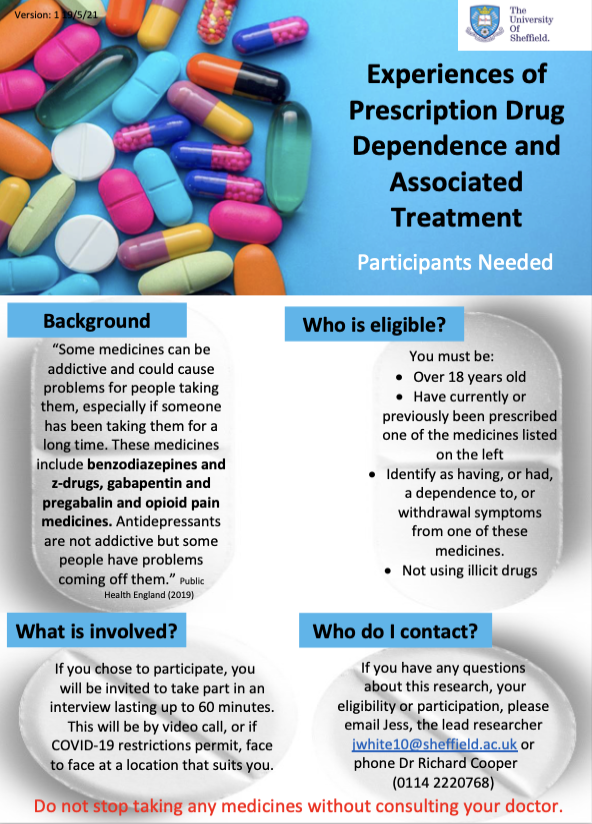 Version: 1 19/5/21
The
University
Of
Sheffield.
Experiences of
Prescription Drug
Dependence and
Associated
Treatment
Participants Needed
Background
“Some medicines can be
addictive and could cause
problems for people taking
them, especially if someone
has been taking them for a
long time. These medicines
include benzodiazepines and
z-drugs, gabapentin and
pregabalin and opioid pain
medicines. Antidepressants
are not addictive but some
people have problems
coming off them.” Public
Health England (2019)
Who is eligible?
You must be:
• Over 18 years old
• Have currently or
previously been prescribed
one of the medicines listed
on the left
• Identify as having, or had,
a dependence to, or
withdrawal symptoms
from one of these
medicines.
• Not using illicit drugs
What is involved?
If you chose to participate, you
will be invited to take part in an
interview lasting up to 60 minutes.
This will be by video call, or if
COVID-19 restrictions permit, face
to face at a location that suits you.
Who do I contact?
If you have any questions
about this research, your
eligibility or participation, please
email Jess, the lead researcher
jwhite10@sheffield.ac.uk or
phone Dr Richard Cooper
(0114 2220768)
Do not stop taking any medicines without consulting your doctor.